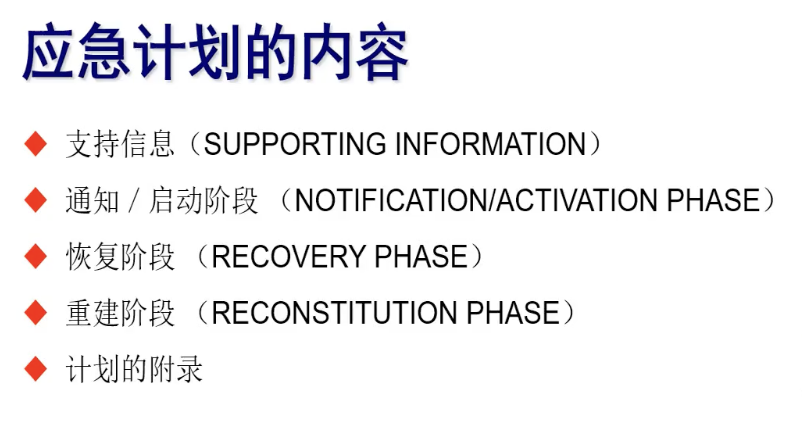 应急计划的内容
支持信息（SUPPORTING INFORMATION）
通知 / 启动阶段 （NOTIFICATION/ACTIVATION PHASE）
恢复阶段 （RECOVERY PHASE）
重建阶段 （RECONSTITUTION PHASE）
计划的附录